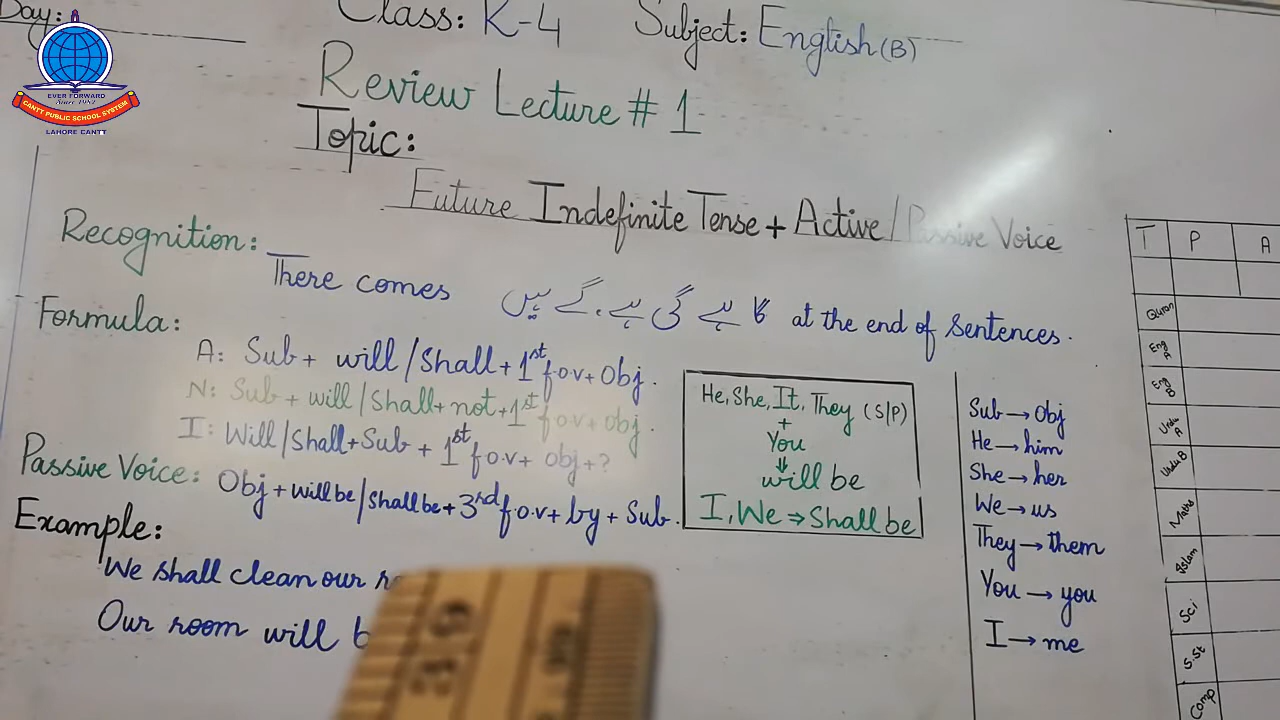 Day:
Class: K-4
Subject: English (B)
EVER FORWARD
Since 1982
CANTT PUBLIC SCHOOL SYSTEM
LAHORE CANTT
Review Lecture # 1
Topic:
Future Indefinite Tense + Active / Passive Voice
Recognition:
There comes گا ہے گی ہے، گے ہیں at the end of Sentences.
Formula:
A: Sub + will / Shall + 1st f.o.v + Obj.
N: Sub + will / Shall + not + 1st f.o.v + obj.
I: Will / Shall + Sub + 1st f.o.v + obj + ?
Passive Voice: Obj + will be / Shall be + 3rd f.o.v + by + Sub.
Example:
We shall clean our
Our room will
He, She, It, They (S/P)
+
You
⇓
will be
I, We ⇒ Shall be
Sub → Obj
He → him
She → her
We → us
They → them
You → you
I → me
T P A
Quran
Eng A
Eng B
Urdu A
Urdu B
Maths
Islam
Sci
S.St
Comp